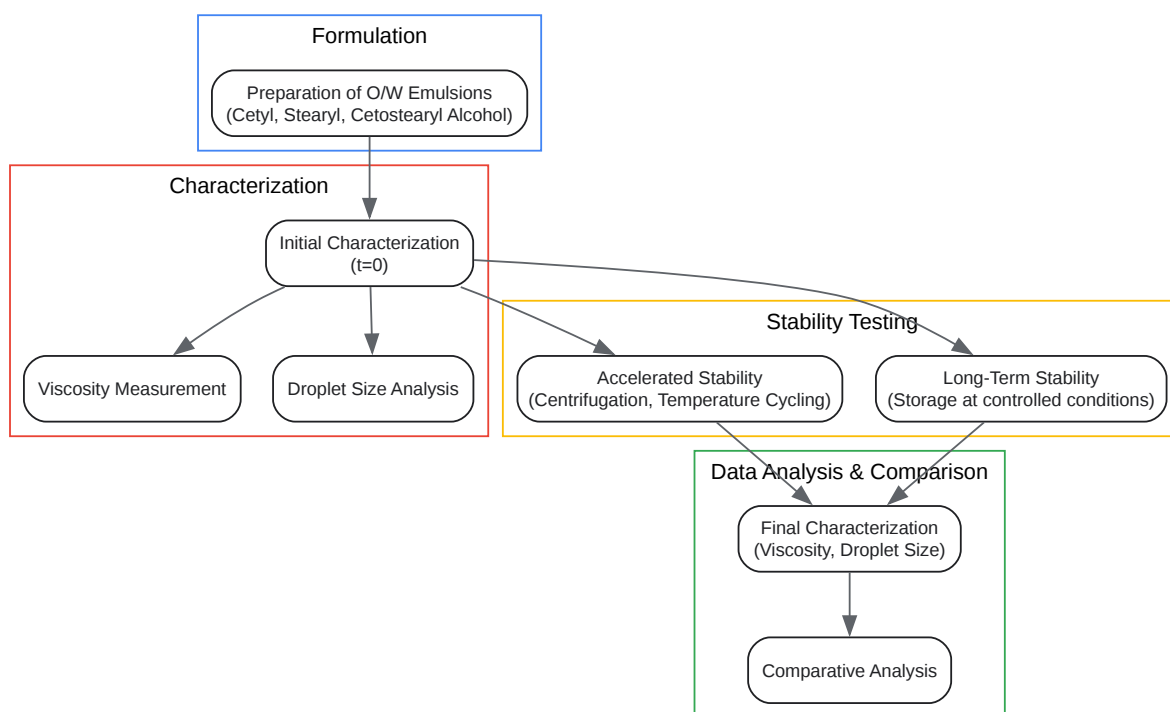 Formulation
Preparation of O/W Emulsions
(Cetyl, Stearyl, Cetostearyl Alcohol)
Characterization
Initial Characterization
(t=0)
Viscosity Measurement
Droplet Size Analysis
Stability Testing
Accelerated Stability
(Centrifugation, Temperature Cycling)
Long-Term Stability
(Storage at controlled conditions)
Data Analysis & Comparison
Final Characterization
(Viscosity, Droplet Size)
Comparative Analysis